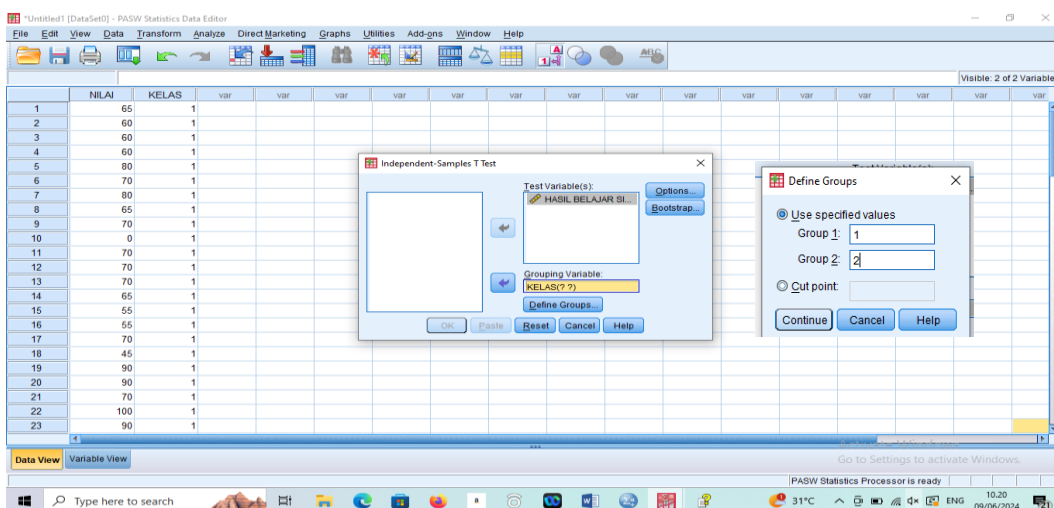 *Untitled1 [DataSet0] - PASW Statistics Data Editor
File Edit View Data Transform Analyze Direct Marketing Graphs Utilities Add-ons Window Help
Visible: 2 of 2 Variable
NILAI KELAS var var var var var var var var var var var var var var
1 65 1
2 60 1
3 60 1
4 60 1
5 80 1
6 70 1
7 80 1
8 65 1
9 70 1
10 0 1
11 70 1
12 70 1
13 70 1
14 65 1
15 55 1
16 55 1
17 70 1
18 45 1
19 90 1
20 90 1
21 70 1
22 100 1
23 90 1
Independent-Samples T Test
Test Variable(s):
HASIL BELAJAR SI...
Options...
Bootstrap...
Grouping Variable:
KELAS(? ?)
Define Groups...
OK Paste Reset Cancel Help
Define Groups
Use specified values
Group 1: 1
Group 2: 2
Cut point:
Continue Cancel Help
Data View Variable View
Go to Settings to activate Windows.
PASW Statistics Processor is ready
Type here to search
31°C ENG 10.20
09/06/2024